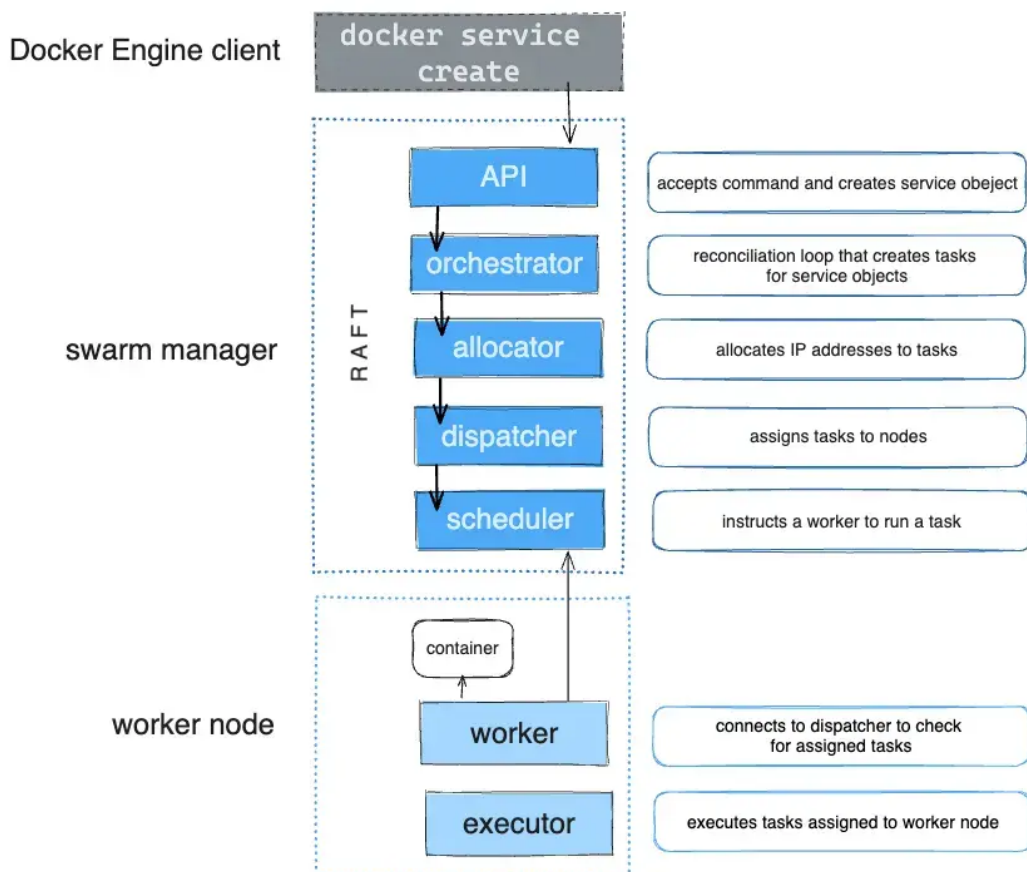 Docker Engine client
docker service
create
API
accepts command and creates service obeject
orchestrator
reconciliation loop that creates tasks
for service objects
RAFT
swarm manager
allocator
allocates IP addresses to tasks
dispatcher
assigns tasks to nodes
scheduler
instructs a worker to run a task
container
worker node
worker
connects to dispatcher to check
for assigned tasks
executor
executes tasks assigned to worker node